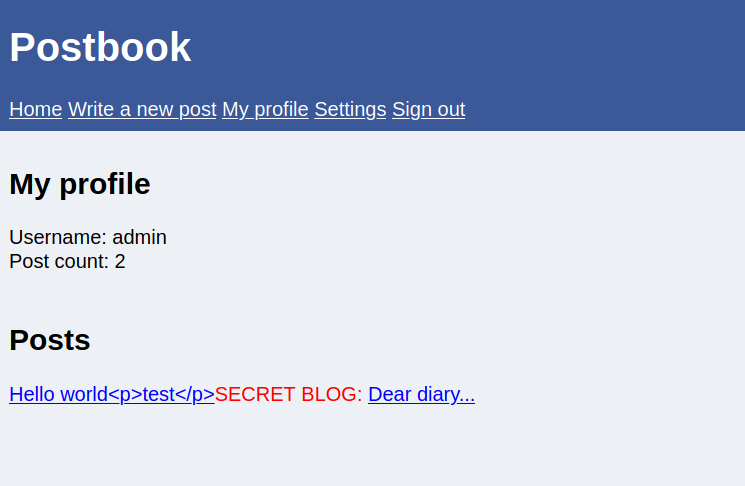 Postbook
Home Write a new post My profile Settings Sign out
My profile
Username: admin
Post count: 2
Posts
Hello world<p>test</p>SECRET BLOG: Dear diary...